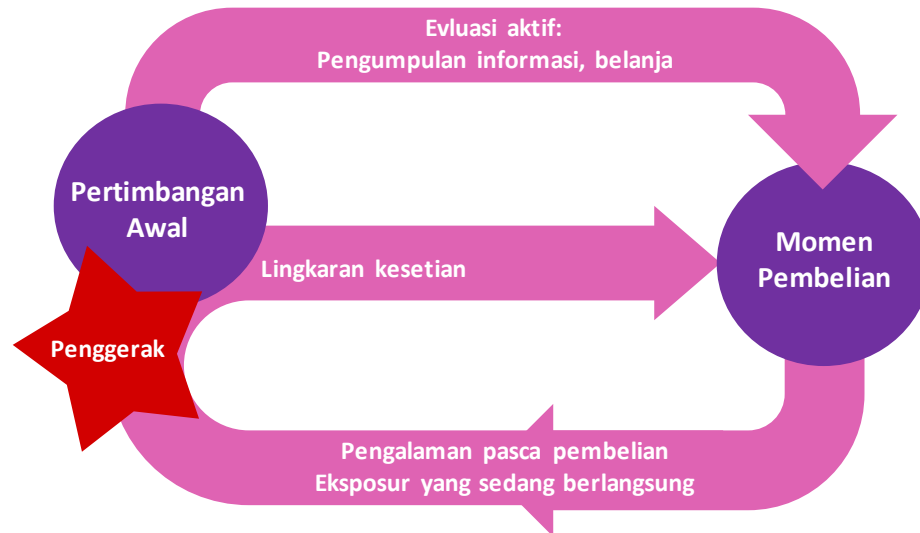 Evluasi aktif:
Pengumpulan informasi, belanja
Pertimbangan
Awal
Lingkaran kesetian
Momen
Pembelian
Penggerak
Pengalaman pasca pembelian
Eksposur yang sedang berlangsung